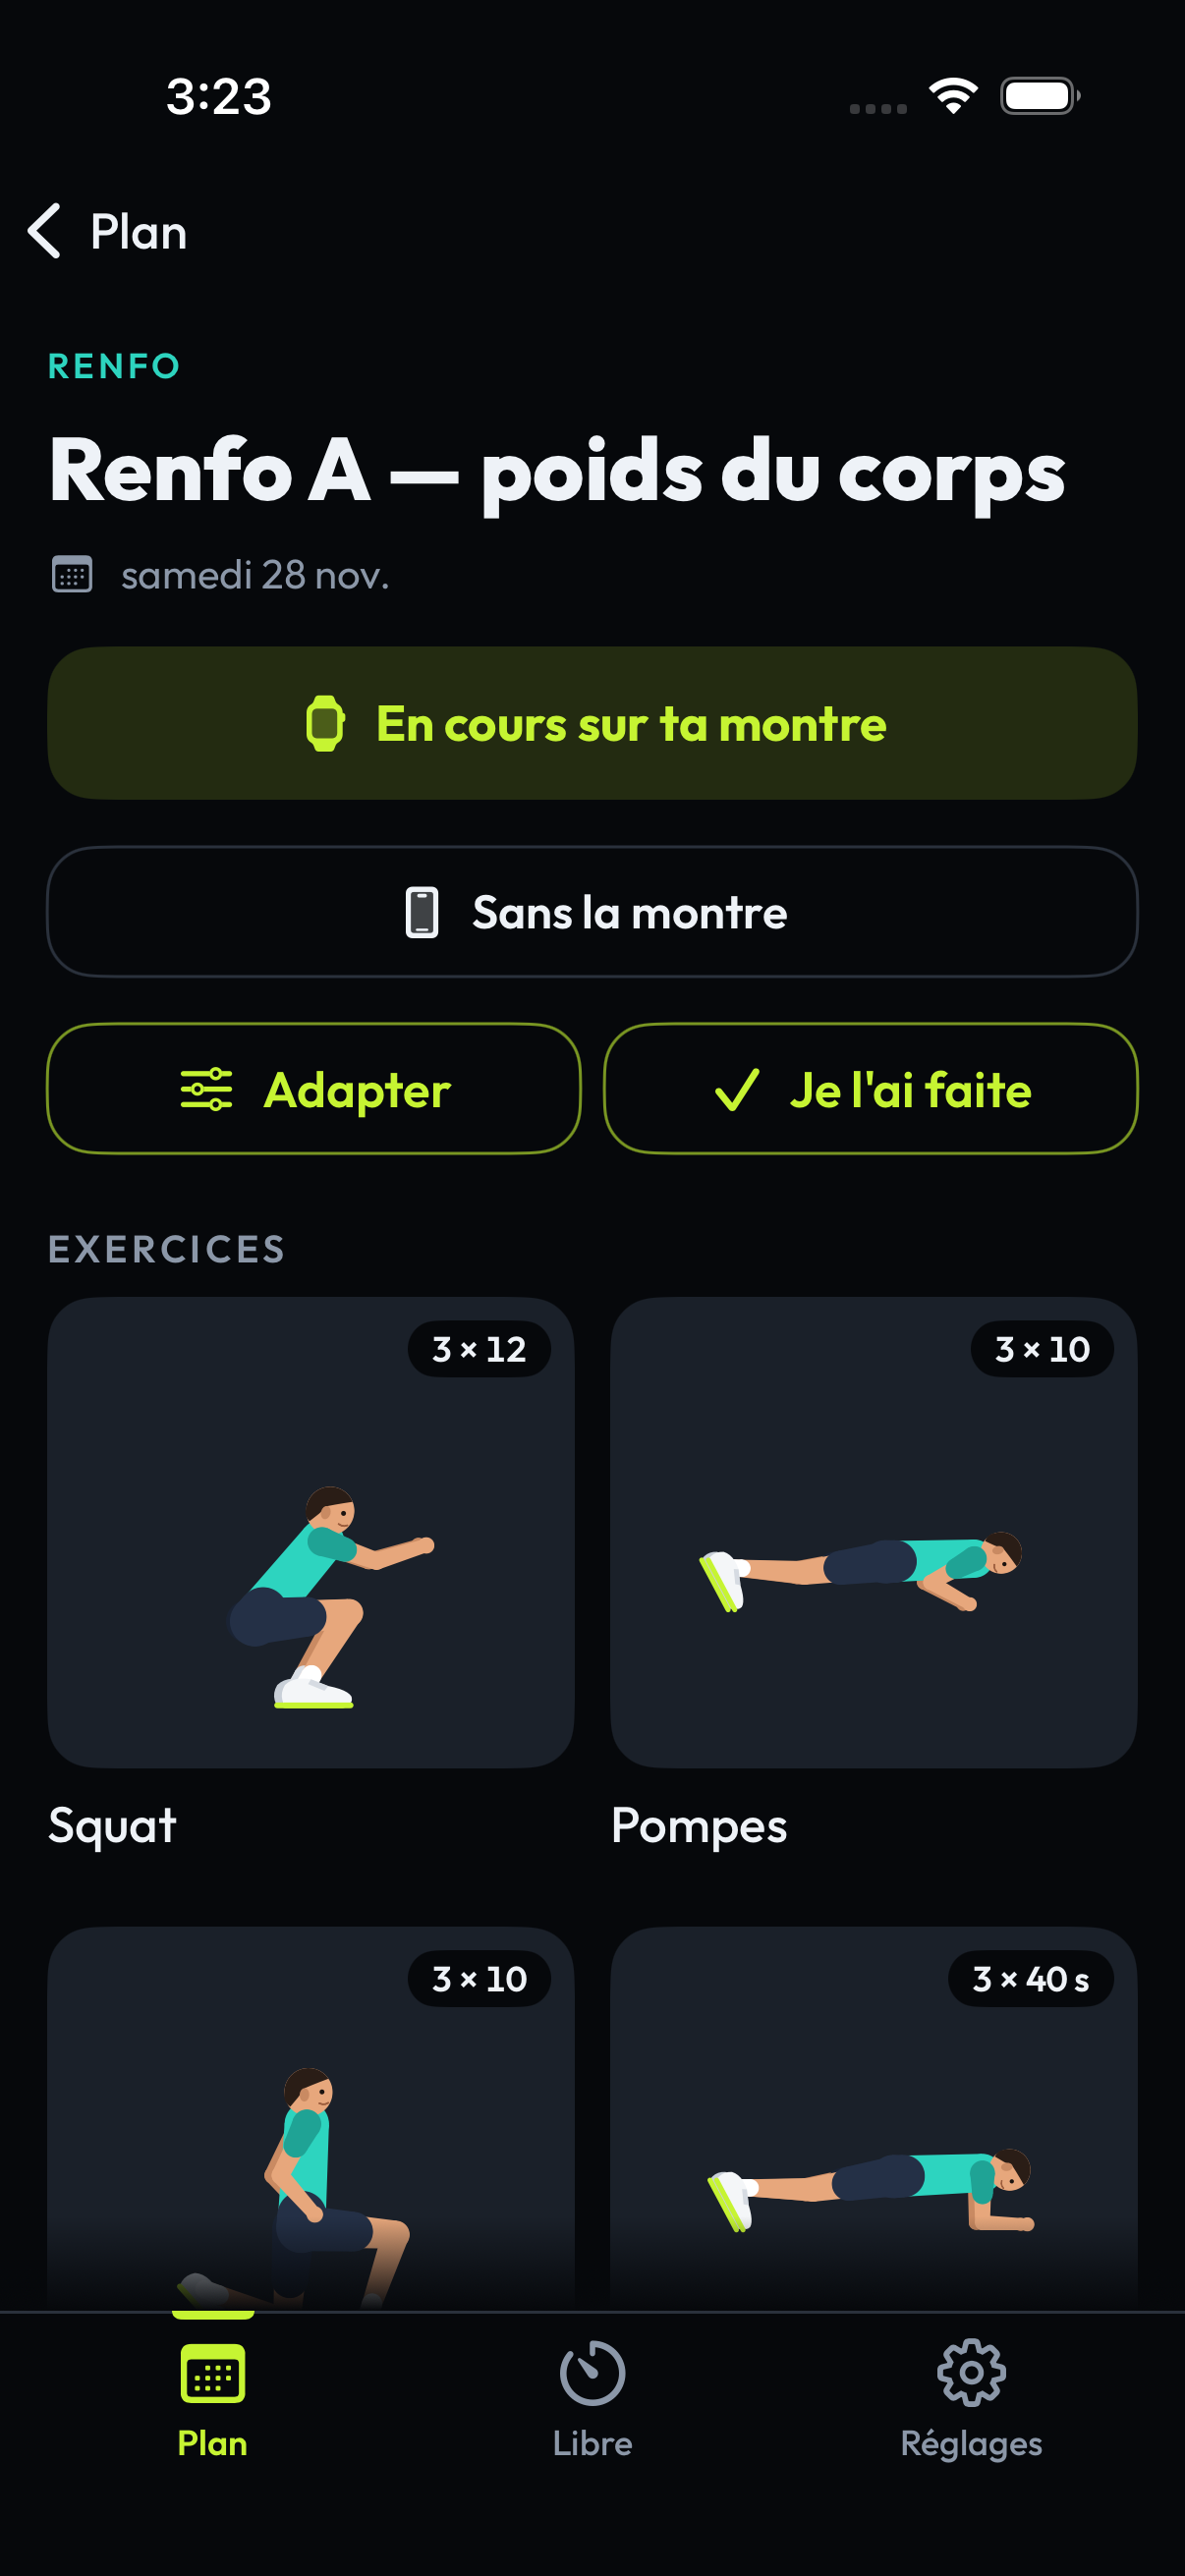 3:23
Plan
RENFO
Renfo A — poids du corps
samedi 28 nov.
En cours sur ta montre
Sans la montre
Adapter
Je l'ai faite
EXERCICES
3 × 12
3 × 10
Squat
Pompes
3 × 10
3 × 40 s
Plan
Libre
Réglages